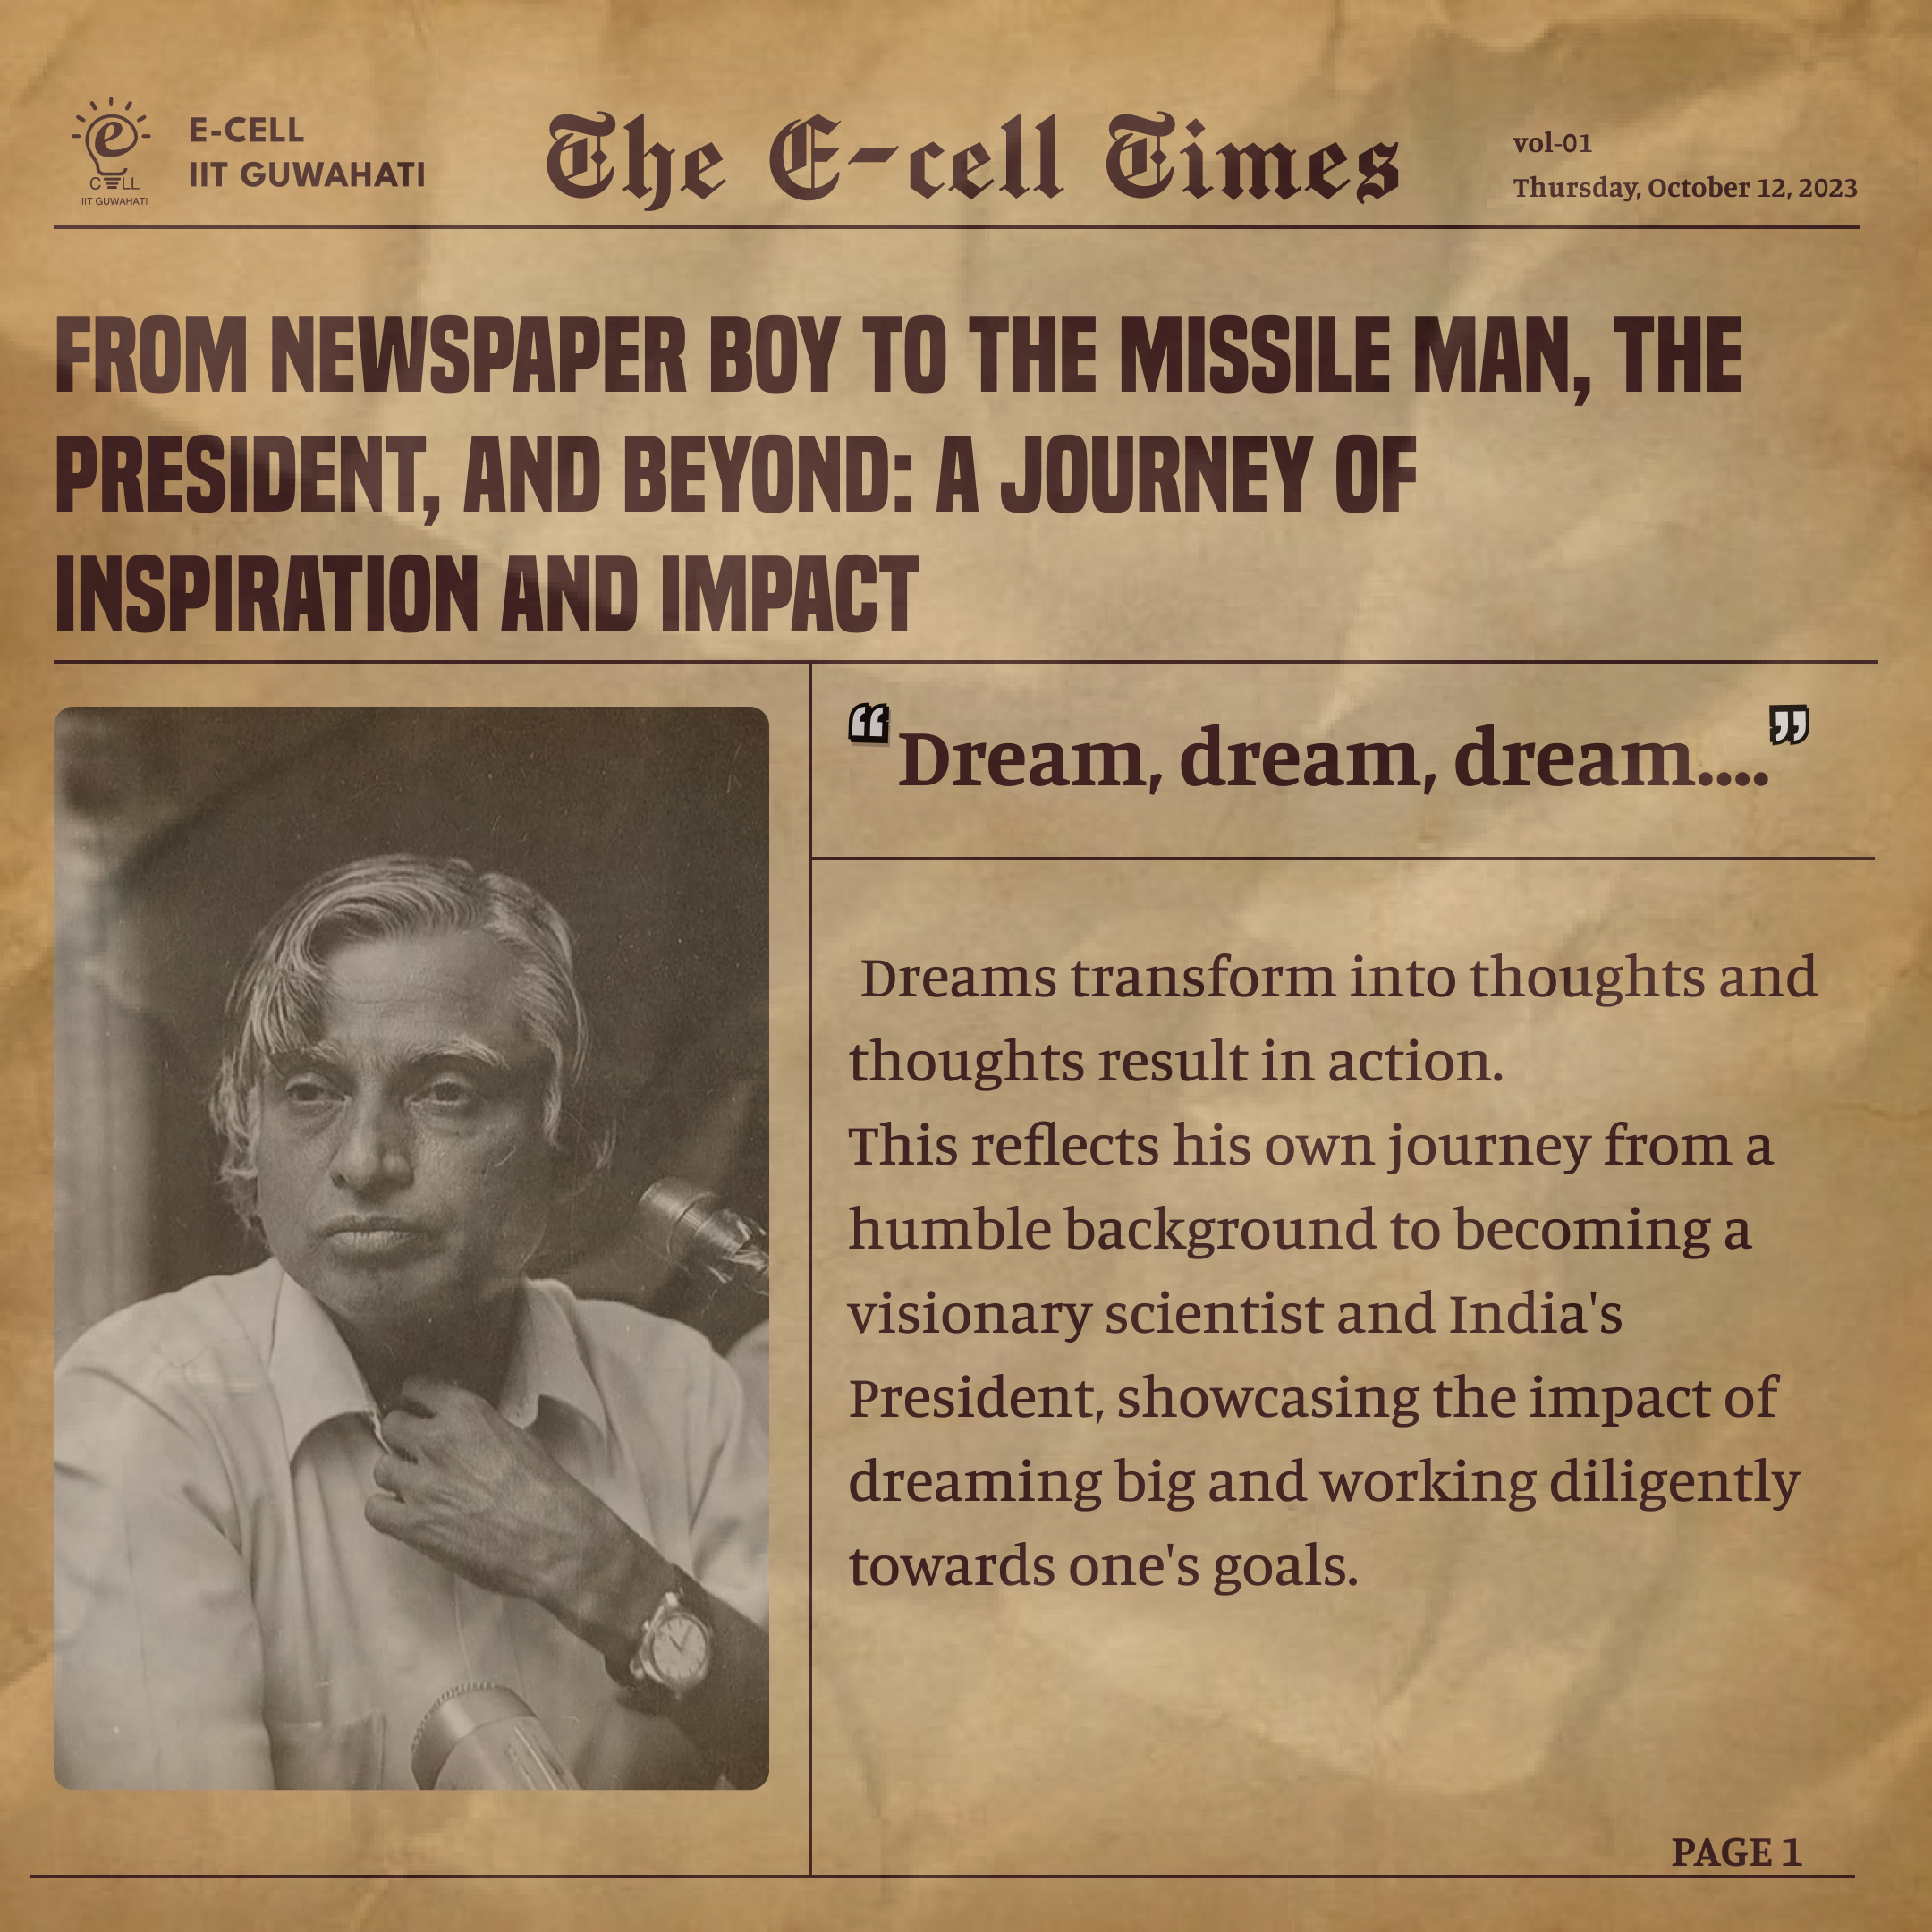 e
CELL
IIT GUWAHATI
E-CELL
IIT GUWAHATI
The E-cell Times
vol-01
Thursday, October 12, 2023
FROM NEWSPAPER BOY TO THE MISSILE MAN, THE
PRESIDENT, AND BEYOND: A JOURNEY OF
INSPIRATION AND IMPACT
“Dream, dream, dream....”
Dreams transform into thoughts and
thoughts result in action.
This reflects his own journey from a
humble background to becoming a
visionary scientist and India's
President, showcasing the impact of
dreaming big and working diligently
towards one's goals.
PAGE 1